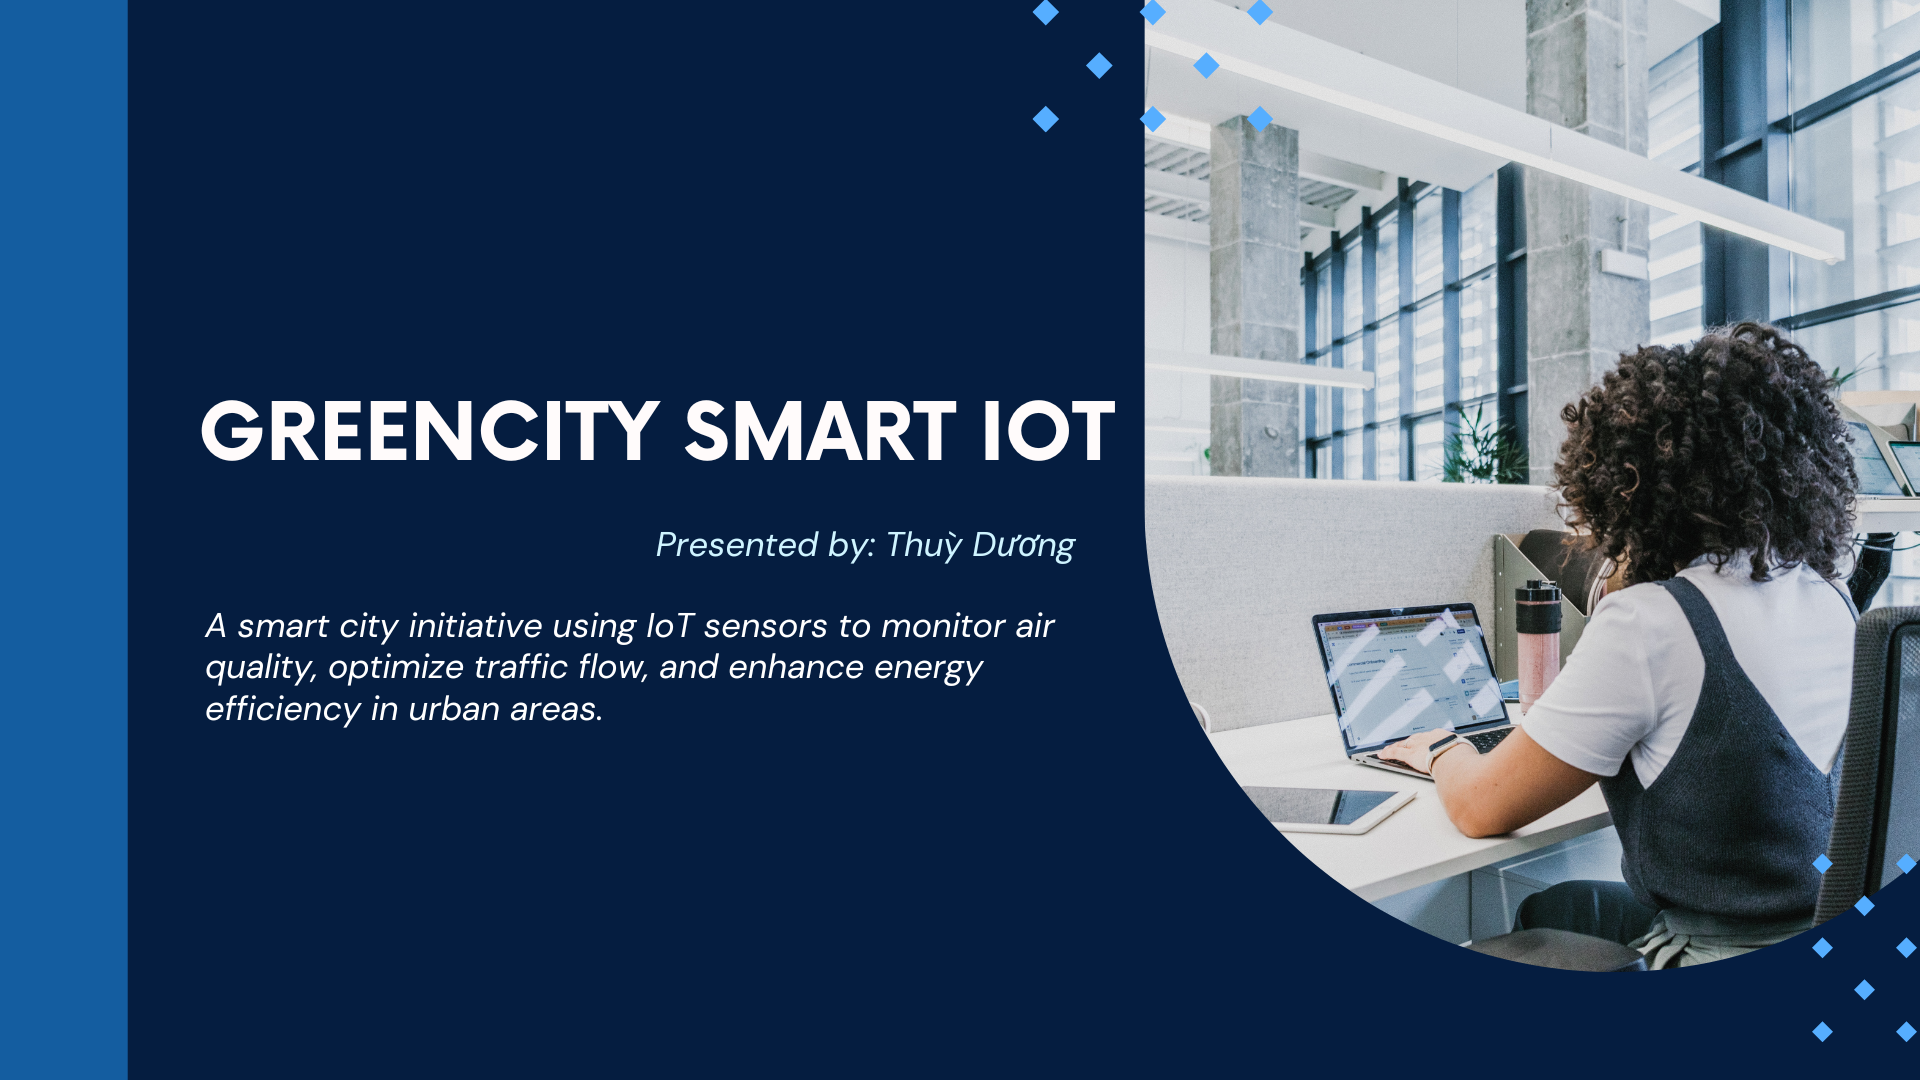 GREENCITY SMART IOT
Presented by: Thuỳ Dương
A smart city initiative using IoT sensors to monitor air
quality, optimize traffic flow, and enhance energy
efficiency in urban areas.